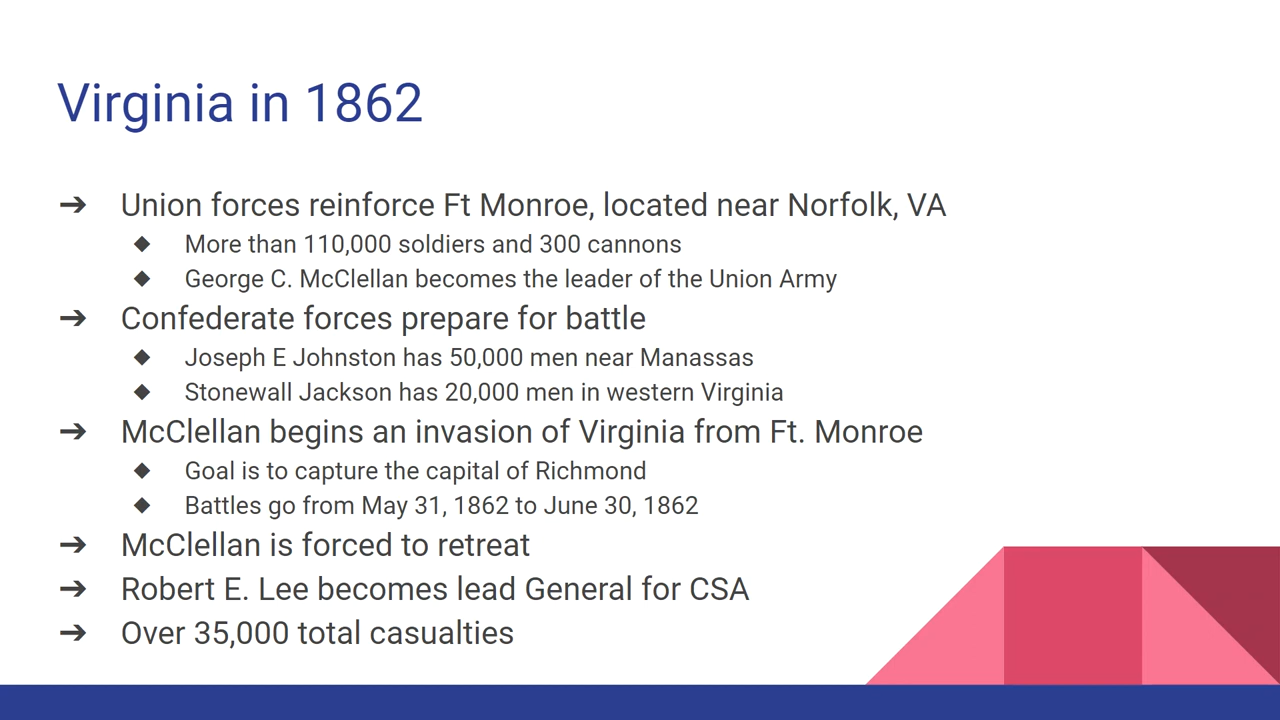 Virginia in 1862
➔ Union forces reinforce Ft Monroe, located near Norfolk, VA
◆ More than 110,000 soldiers and 300 cannons
◆ George C. McClellan becomes the leader of the Union Army
➔ Confederate forces prepare for battle
◆ Joseph E Johnston has 50,000 men near Manassas
◆ Stonewall Jackson has 20,000 men in western Virginia
➔ McClellan begins an invasion of Virginia from Ft. Monroe
◆ Goal is to capture the capital of Richmond
◆ Battles go from May 31, 1862 to June 30, 1862
➔ McClellan is forced to retreat
➔ Robert E. Lee becomes lead General for CSA
➔ Over 35,000 total casualties